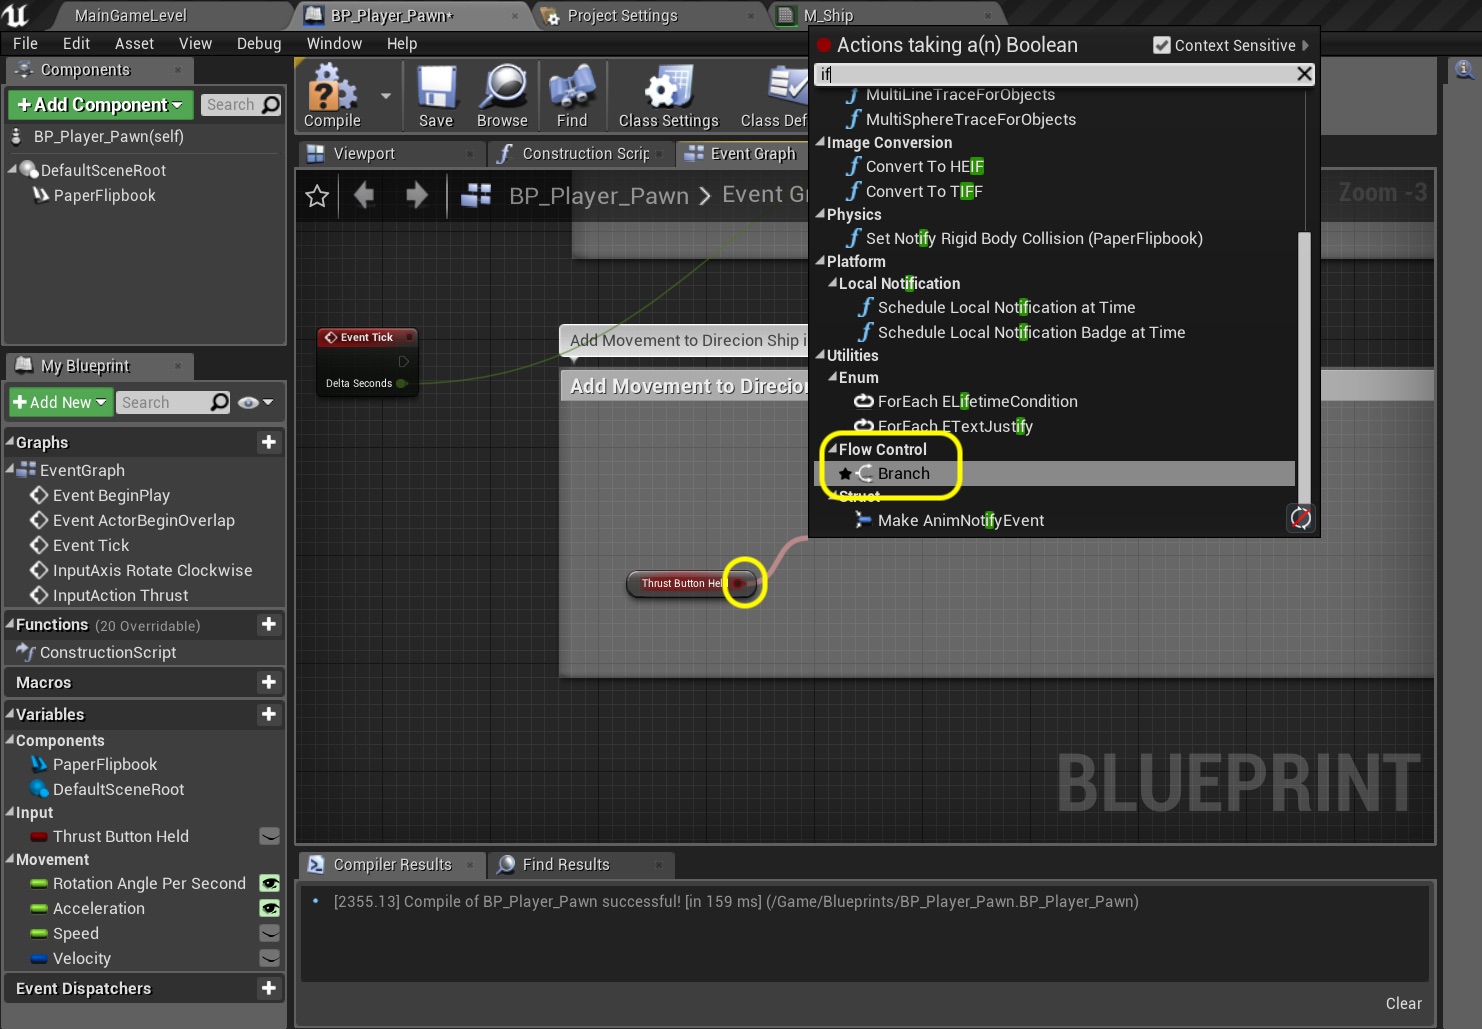 MainGameLevel
BP_Player_Pawn*
Project Settings
M_Ship
File Edit Asset View Debug Window Help
Components
+Add Component
Search
BP_Player_Pawn(self)
DefaultSceneRoot
PaperFlipbook
Compile
Save
Browse
Find
Class Settings
Class Def
Viewport
Construction Scrip
Event Graph
BP_Player_Pawn > Event Gr
Zoom -3
Actions taking a(n) Boolean
Context Sensitive
if
MultiLineTraceForObjects
MultiSphereTraceForObjects
Image Conversion
Convert To HEIF
Convert To TIFF
Physics
Set Notify Rigid Body Collision (PaperFlipbook)
Platform
Local Notification
Schedule Local Notification at Time
Schedule Local Notification Badge at Time
Utilities
Enum
ForEach ELifetimeCondition
ForEach ETextJustify
Flow Control
Branch
Struct
Make AnimNotifyEvent
Event Tick
Delta Seconds
Add Movement to Direcion Ship i
Add Movement to Direcion
Thrust Button Held
BLUEPRINT
My Blueprint
+Add New
Search
Graphs
EventGraph
Event BeginPlay
Event ActorBeginOverlap
Event Tick
InputAxis Rotate Clockwise
InputAction Thrust
Functions (20 Overridable)
ConstructionScript
Macros
Variables
Components
PaperFlipbook
DefaultSceneRoot
Input
Thrust Button Held
Movement
Rotation Angle Per Second
Acceleration
Speed
Velocity
Event Dispatchers
Compiler Results
Find Results
[2355.13] Compile of BP_Player_Pawn successful! [in 159 ms] (/Game/Blueprints/BP_Player_Pawn.BP_Player_Pawn)
Clear